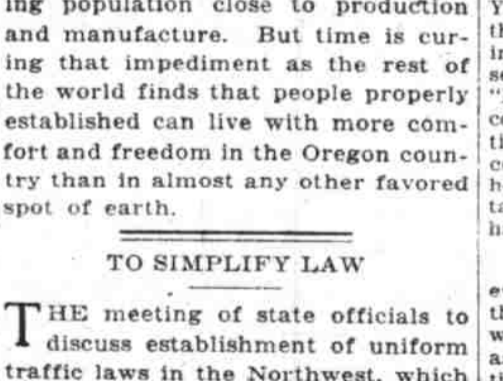 ing population close to production
and manufacture. But time is cur-
ing that impediment as the rest of
the world finds that people properly
established can live with more com-
fort and freedom in the Oregon coun-
try than in almost any other favored
spot of earth.
TO SIMPLIFY LAW
THE meeting of state officials to
discuss establishment of uniform
traffic laws in the Northwest, which